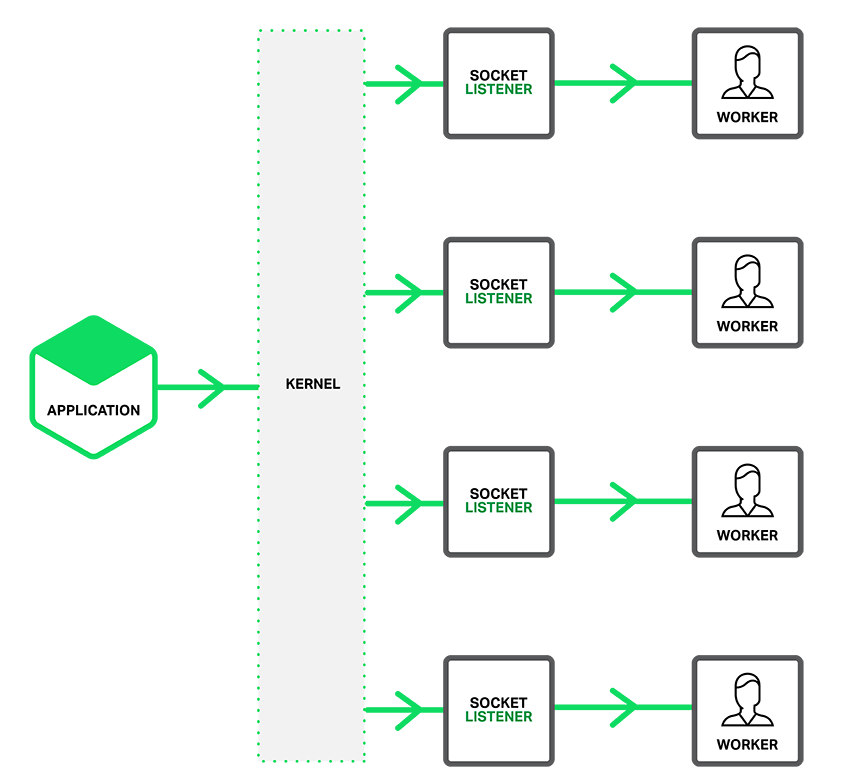 SOCKET
LISTENER
WORKER
SOCKET
LISTENER
WORKER
APPLICATION
KERNEL
SOCKET
LISTENER
WORKER
SOCKET
LISTENER
WORKER